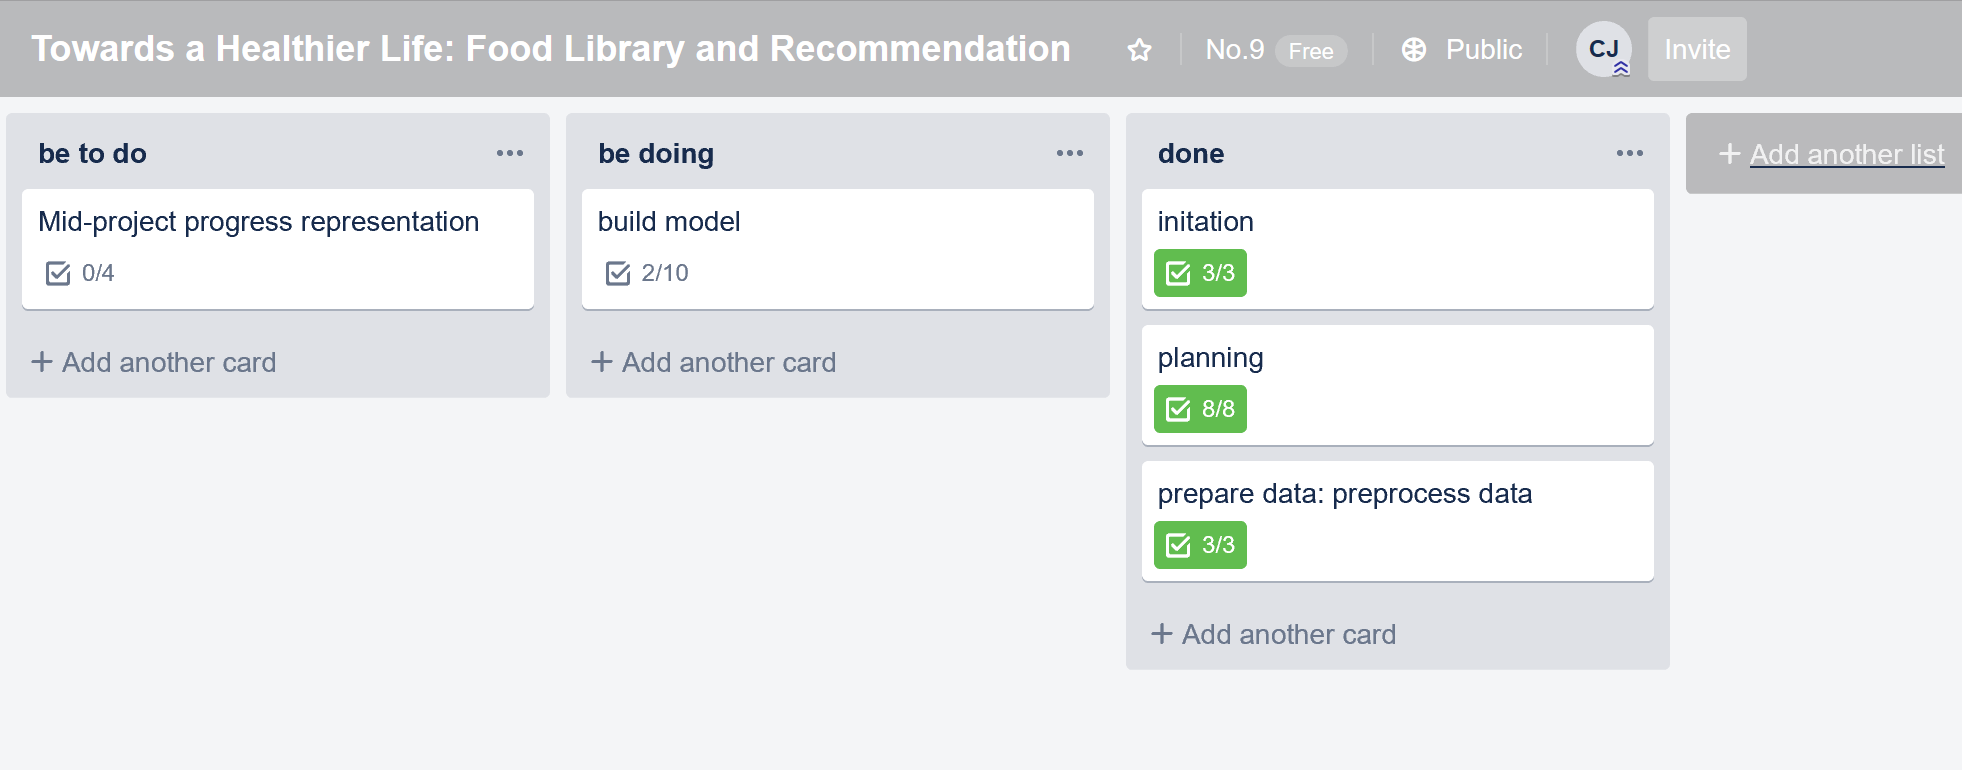 Towards a Healthier Life: Food Library and Recommendation No.9 Free Public CJ Invite
be to do
Mid-project progress representation
0/4
+ Add another card
be doing
build model
2/10
+ Add another card
done
initation
3/3
planning
8/8
prepare data: preprocess data
3/3
+ Add another card
+ Add another list